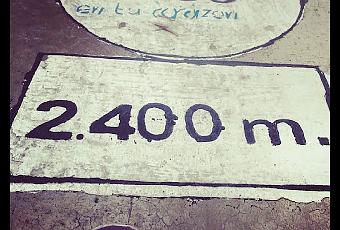 en tu corazon
2.400 m.